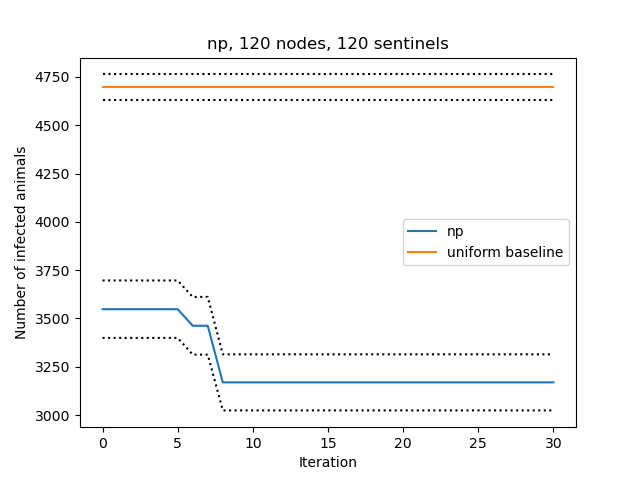 np, 120 nodes, 120 sentinels
4750
4500
4250
4000
3750
3500
3250
3000
Number of infected animals
np
uniform baseline
0 5 10 15 20 25 30
Iteration